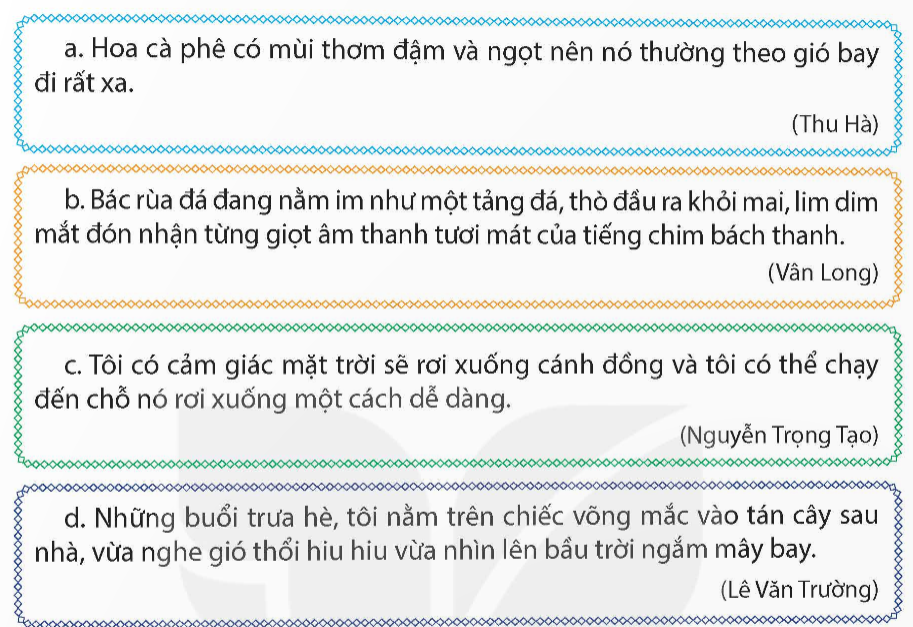 a. Hoa cà phê có mùi thơm đậm và ngọt nên nó thường theo gió bay
đi rất xa.
(Thu Hà)
b. Bác rùa đá đang nằm im như một tảng đá, thò đầu ra khỏi mai, lim dim
mắt đón nhận từng giọt âm thanh tươi mát của tiếng chim bách thanh.
(Vân Long)
c. Tôi có cảm giác mặt trời sẽ rơi xuống cánh đồng và tôi có thể chạy
đến chỗ nó rơi xuống một cách dễ dàng.
(Nguyễn Trọng Tạo)
d. Những buổi trưa hè, tôi nằm trên chiếc võng mắc vào tán cây sau
nhà, vừa nghe gió thổi hiu hiu vừa nhìn lên bầu trời ngắm mây bay.
(Lê Văn Trường)